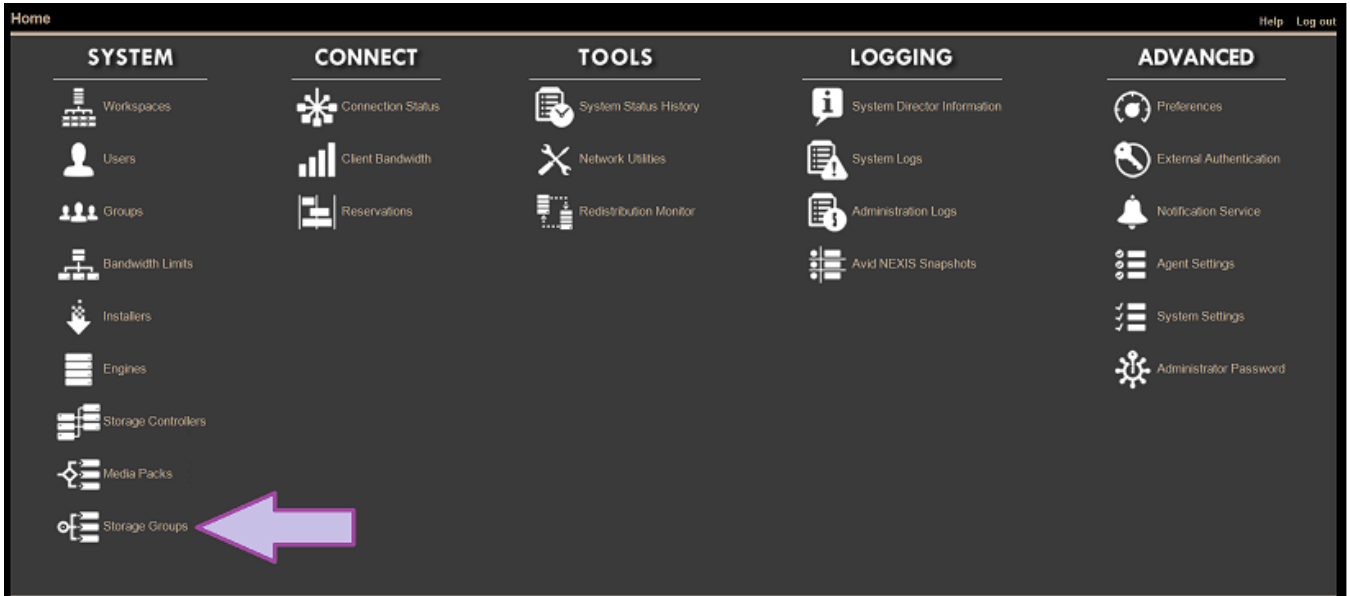 Home
Help Log out
SYSTEM
Workspaces
Users
Groups
Bandwidth Limits
Installers
Engines
Storage Controllers
Media Packs
Storage Groups
CONNECT
Connection Status
Client Bandwidth
Reservations
TOOLS
System Status History
Network Utilities
Redistribution Monitor
LOGGING
System Director Information
System Logs
Administration Logs
Avid NEXIS Snapshots
ADVANCED
Preferences
External Authentication
Notification Service
Agent Settings
System Settings
Administrator Password